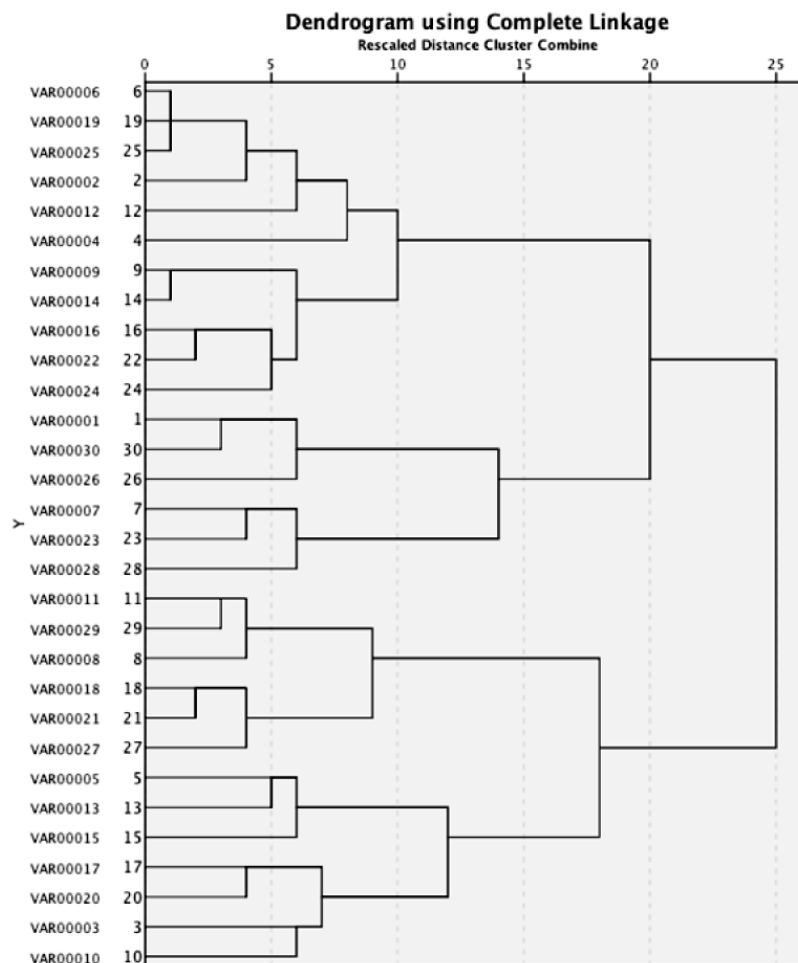 Dendrogram using Complete Linkage
Rescaled Distance Cluster Combine
0 5 10 15 20 25
VAR00006 6
VAR00019 19
VAR00025 25
VAR00002 2
VAR00012 12
VAR00004 4
VAR00009 9
VAR00014 14
VAR00016 16
VAR00022 22
VAR00024 24
VAR00001 1
VAR00030 30
VAR00026 26
VAR00007 7
Y
VAR00023 23
VAR00028 28
VAR00011 11
VAR00029 29
VAR00008 8
VAR00018 18
VAR00021 21
VAR00027 27
VAR00005 5
VAR00013 13
VAR00015 15
VAR00017 17
VAR00020 20
VAR00003 3
VAR00010 10